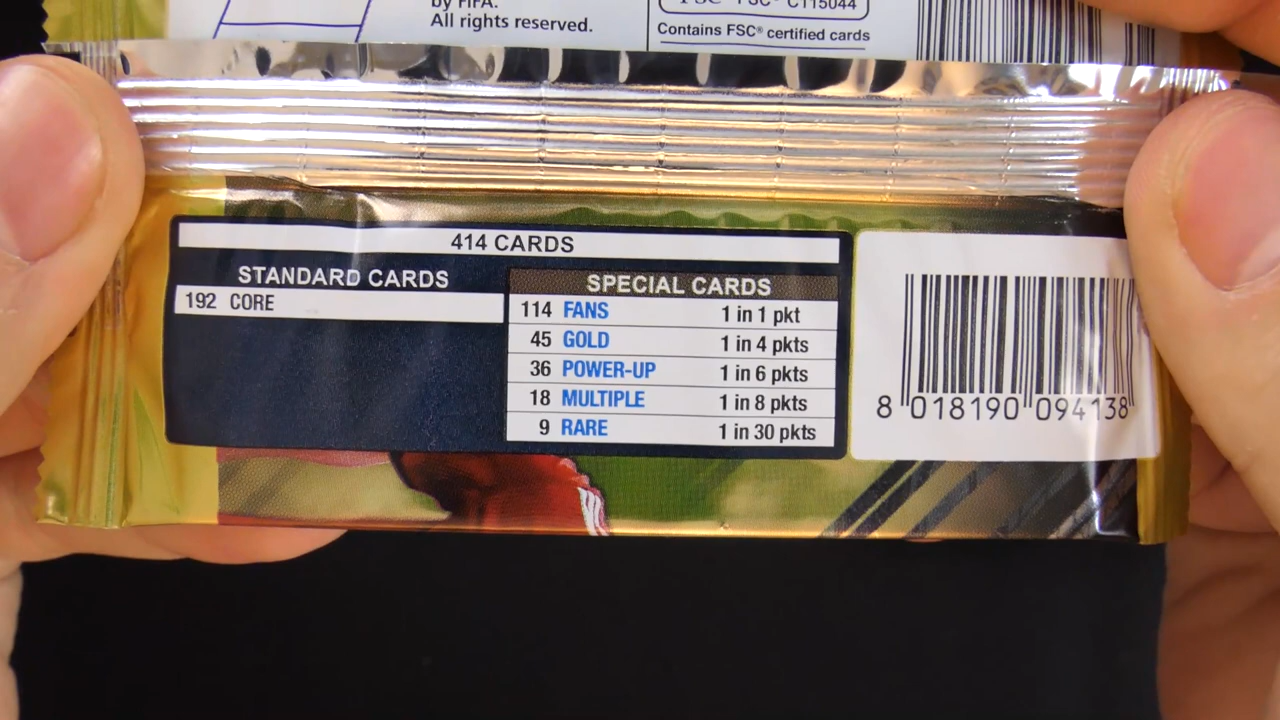 by FIFA.
All rights reserved.
FSC® C115044
Contains FSC® certified cards
414 CARDS
STANDARD CARDS
192 CORE
SPECIAL CARDS
114 FANS 1 in 1 pkt
45 GOLD 1 in 4 pkts
36 POWER-UP 1 in 6 pkts
18 MULTIPLE 1 in 8 pkts
9 RARE 1 in 30 pkts
8 018190 094138